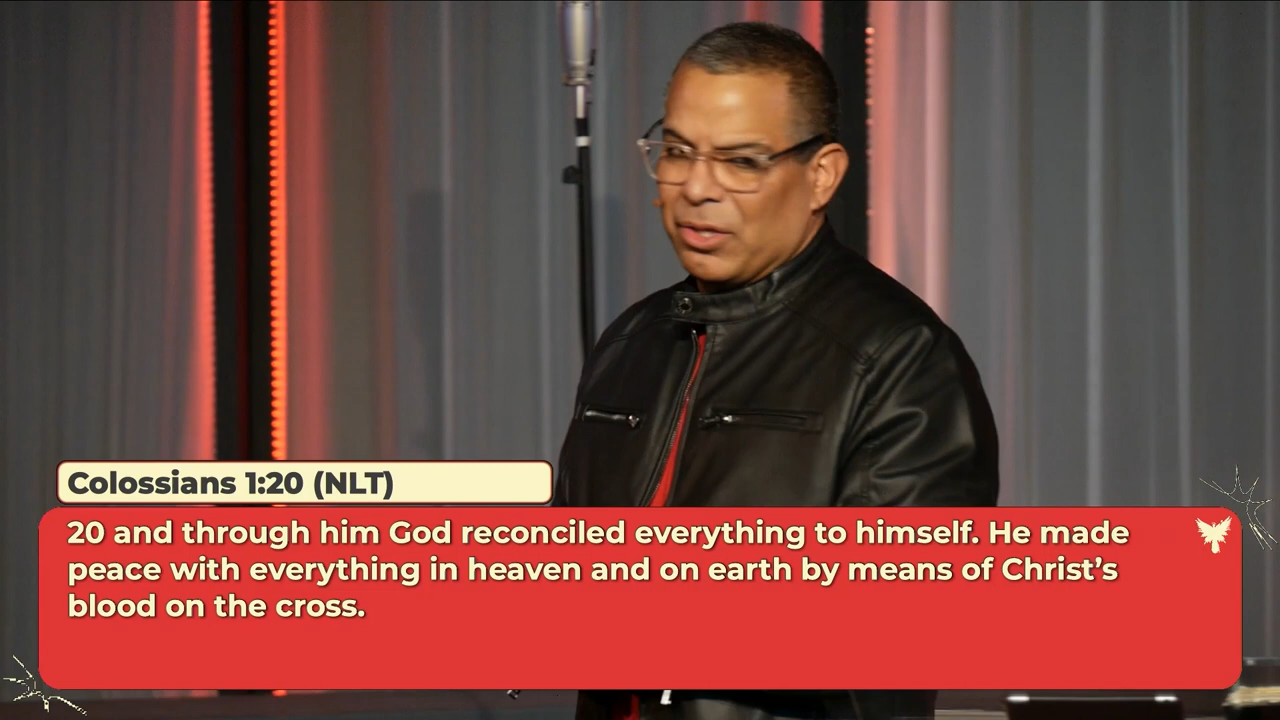 Colossians 1:20 (NLT)
20 and through him God reconciled everything to himself. He made
peace with everything in heaven and on earth by means of Christ’s
blood on the cross.